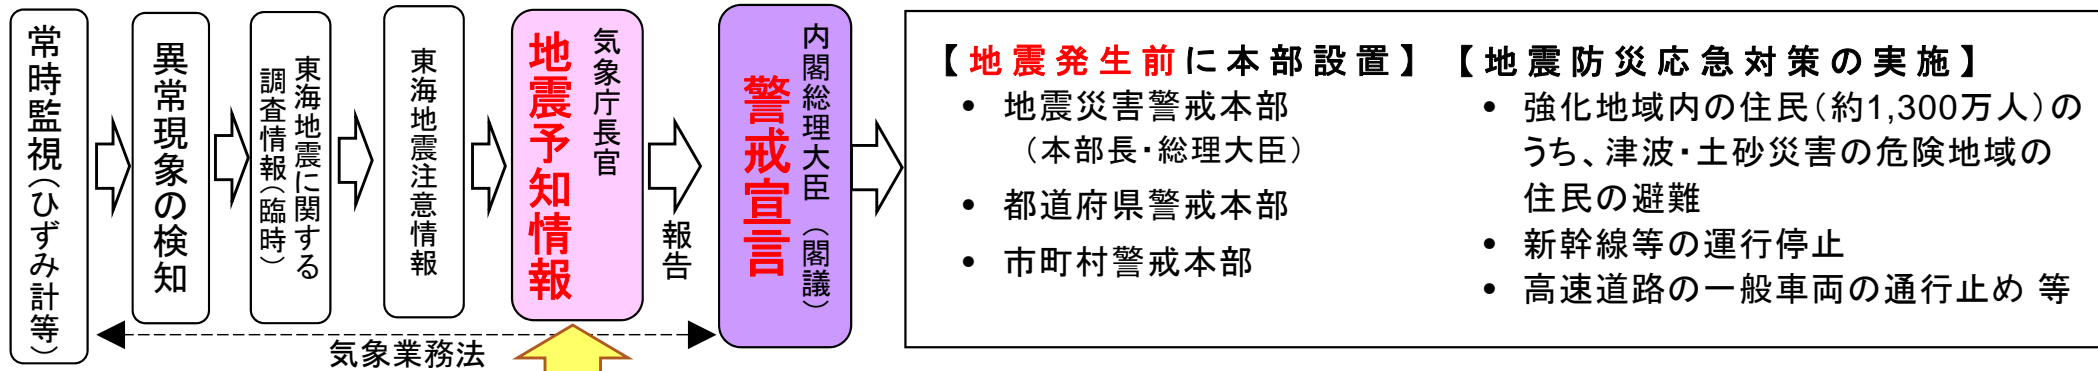 常時監視（ひずみ計等）
異常現象の検知
東海地震に関する
調査情報（臨時）
東海地震注意情報
気象庁長官
地震予知情報
報告
内閣総理大臣（閣議）
警戒宣言
気象業務法
【地震発生前に本部設置】
• 地震災害警戒本部
（本部長・総理大臣）
• 都道府県警戒本部
• 市町村警戒本部
【地震防災応急対策の実施】
• 強化地域内の住民（約1,300万人）の
うち、津波・土砂災害の危険地域の
住民の避難
• 新幹線等の運行停止
• 高速道路の一般車両の通行止め 等